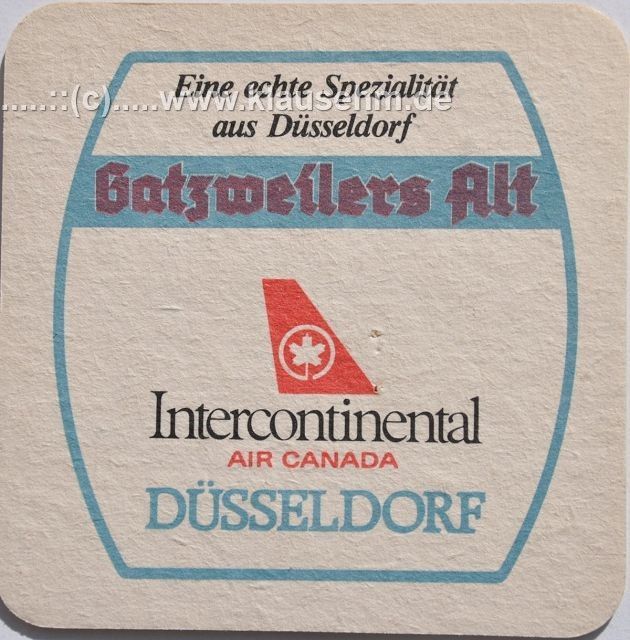 Eine echte Spezialität
......::(c).....www.klausehm.de
aus Düsseldorf
Gatzweilers Alt
Intercontinental
AIR CANADA
DÜSSELDORF